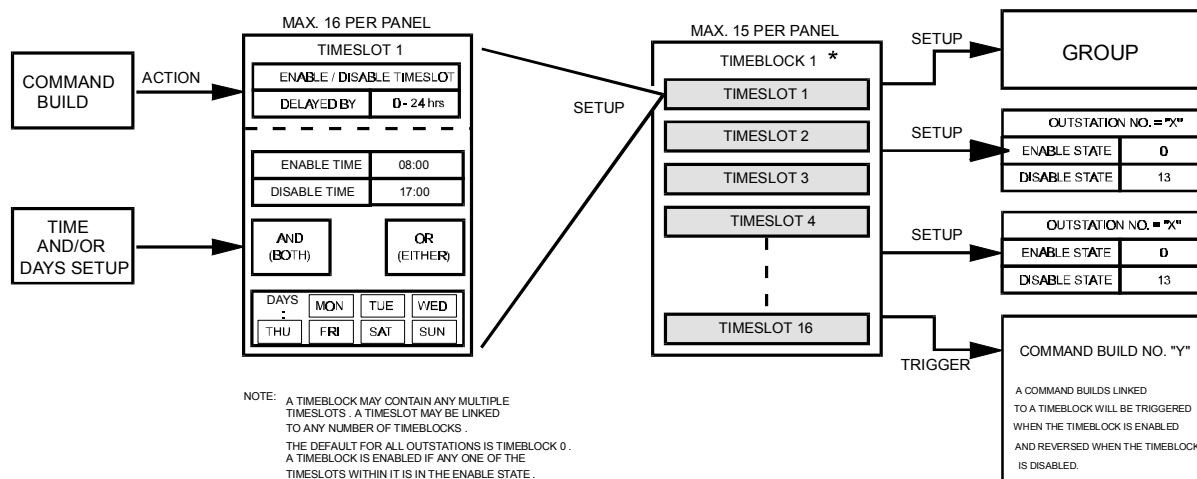 MAX. 16 PER PANEL
TIMESLOT 1
ENABLE / DISABLE TIMESLOT
DELAYED BY 0 - 24 hrs
ENABLE TIME 08:00
DISABLE TIME 17:00
AND
(BOTH)
OR
(EITHER)
DAYS
:
MON TUE WED
THU FRI SAT SUN
COMMAND
BUILD
ACTION
TIME
AND/OR
DAYS SETUP
SETUP
MAX. 15 PER PANEL
TIMEBLOCK 1 *
TIMESLOT 1
TIMESLOT 2
TIMESLOT 3
TIMESLOT 4
TIMESLOT 16
SETUP
GROUP
SETUP
OUTSTATION NO. = "X"
ENABLE STATE 0
DISABLE STATE 13
SETUP
OUTSTATION NO. = "X"
ENABLE STATE 0
DISABLE STATE 13
TRIGGER
COMMAND BUILD NO. "Y"
A COMMAND BUILDS LINKED
TO A TIMEBLOCK WILL BE TRIGGERED
WHEN THE TIMEBLOCK IS ENABLED
AND REVERSED WHEN THE TIMEBLOCK
IS DISABLED.
NOTE: A TIMEBLOCK MAY CONTAIN ANY MULTIPLE
TIMESLOTS . A TIMESLOT MAY BE LINKED
TO ANY NUMBER OF TIMEBLOCKS .
THE DEFAULT FOR ALL OUTSTATIONS IS TIMEBLOCK 0 .
A TIMEBLOCK IS ENABLED IF ANY ONE OF THE
TIMESLOTS WITHIN IT IS IN THE ENABLE STATE .